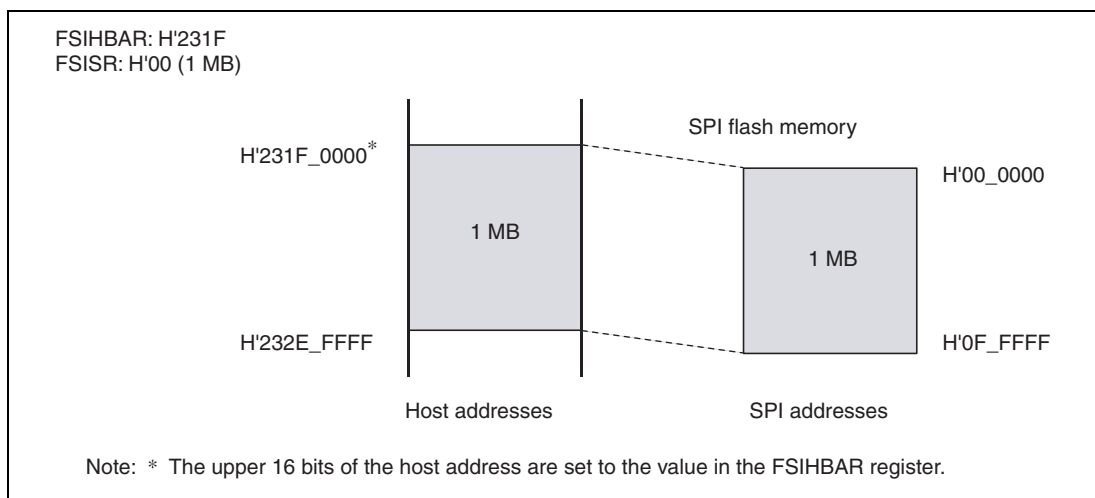 FSIHBAR: H'231F
FSISR: H'00 (1 MB)
SPI flash memory
H'231F_0000*
H'00_0000
1 MB
1 MB
H'232E_FFFF
H'0F_FFFF
Host addresses
SPI addresses
Note: * The upper 16 bits of the host address are set to the value in the FSIHBAR register.